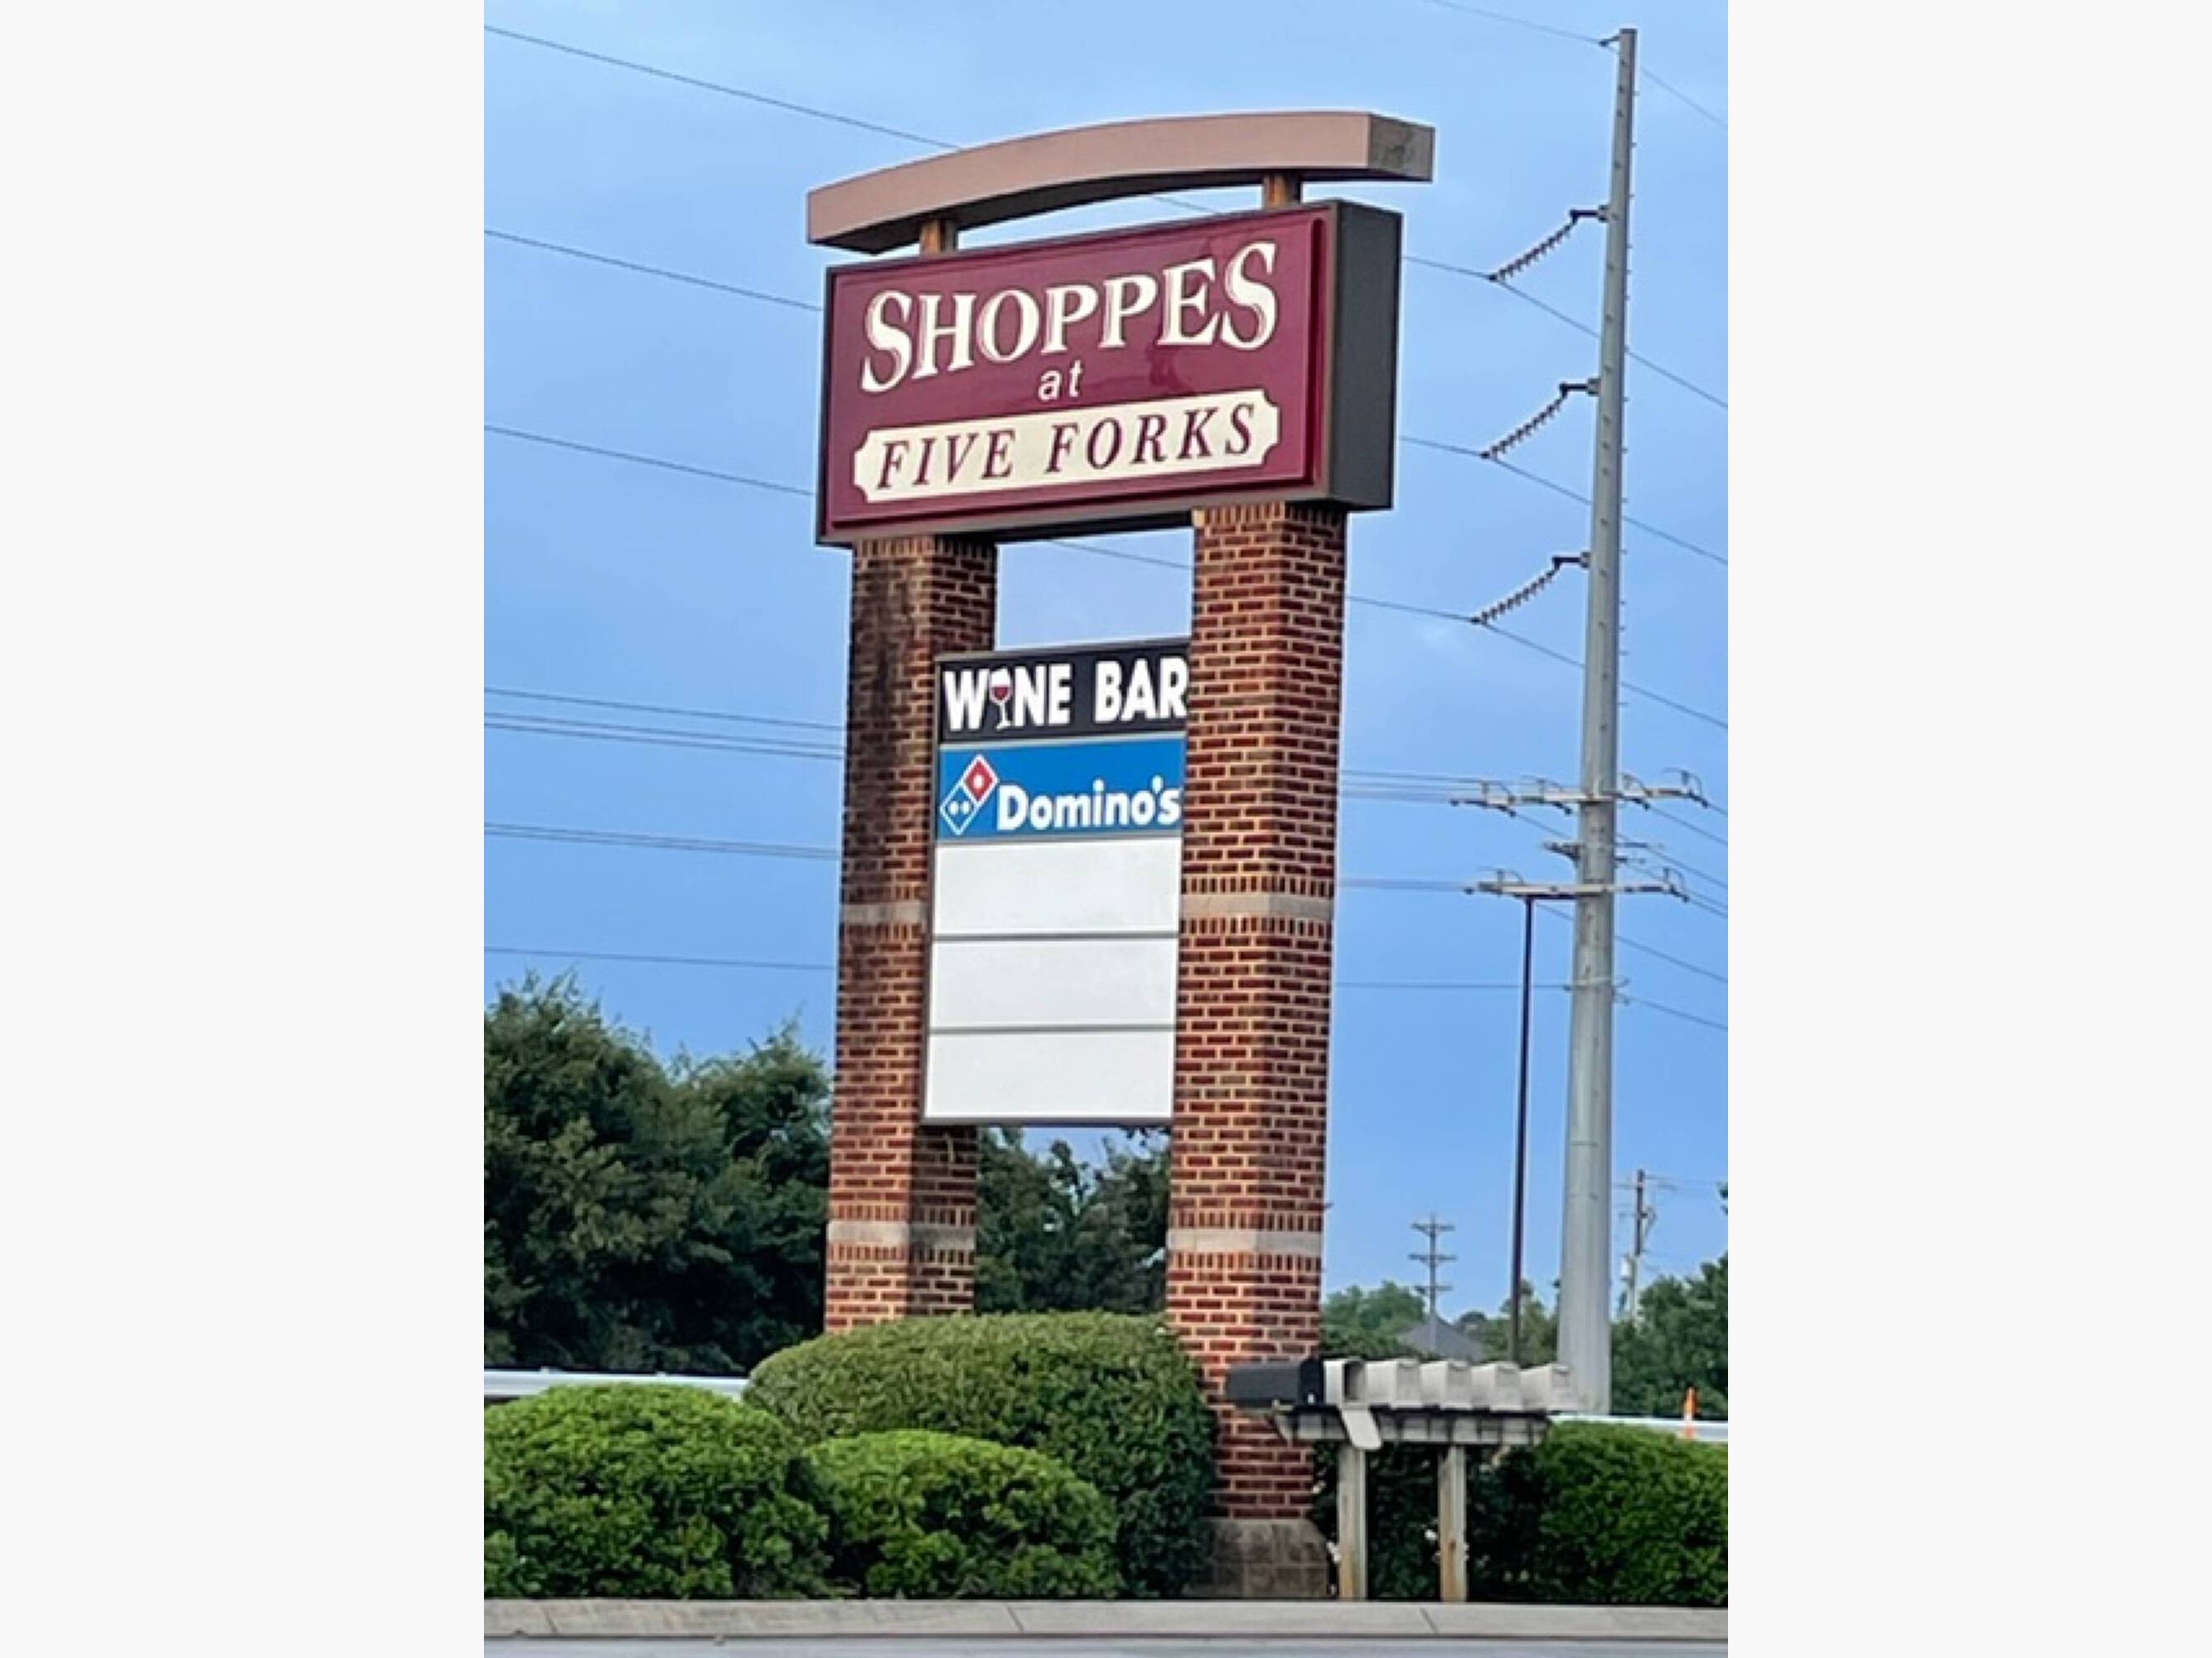 SHOPPES
at
FIVE FORKS
WINE BAR
Domino's